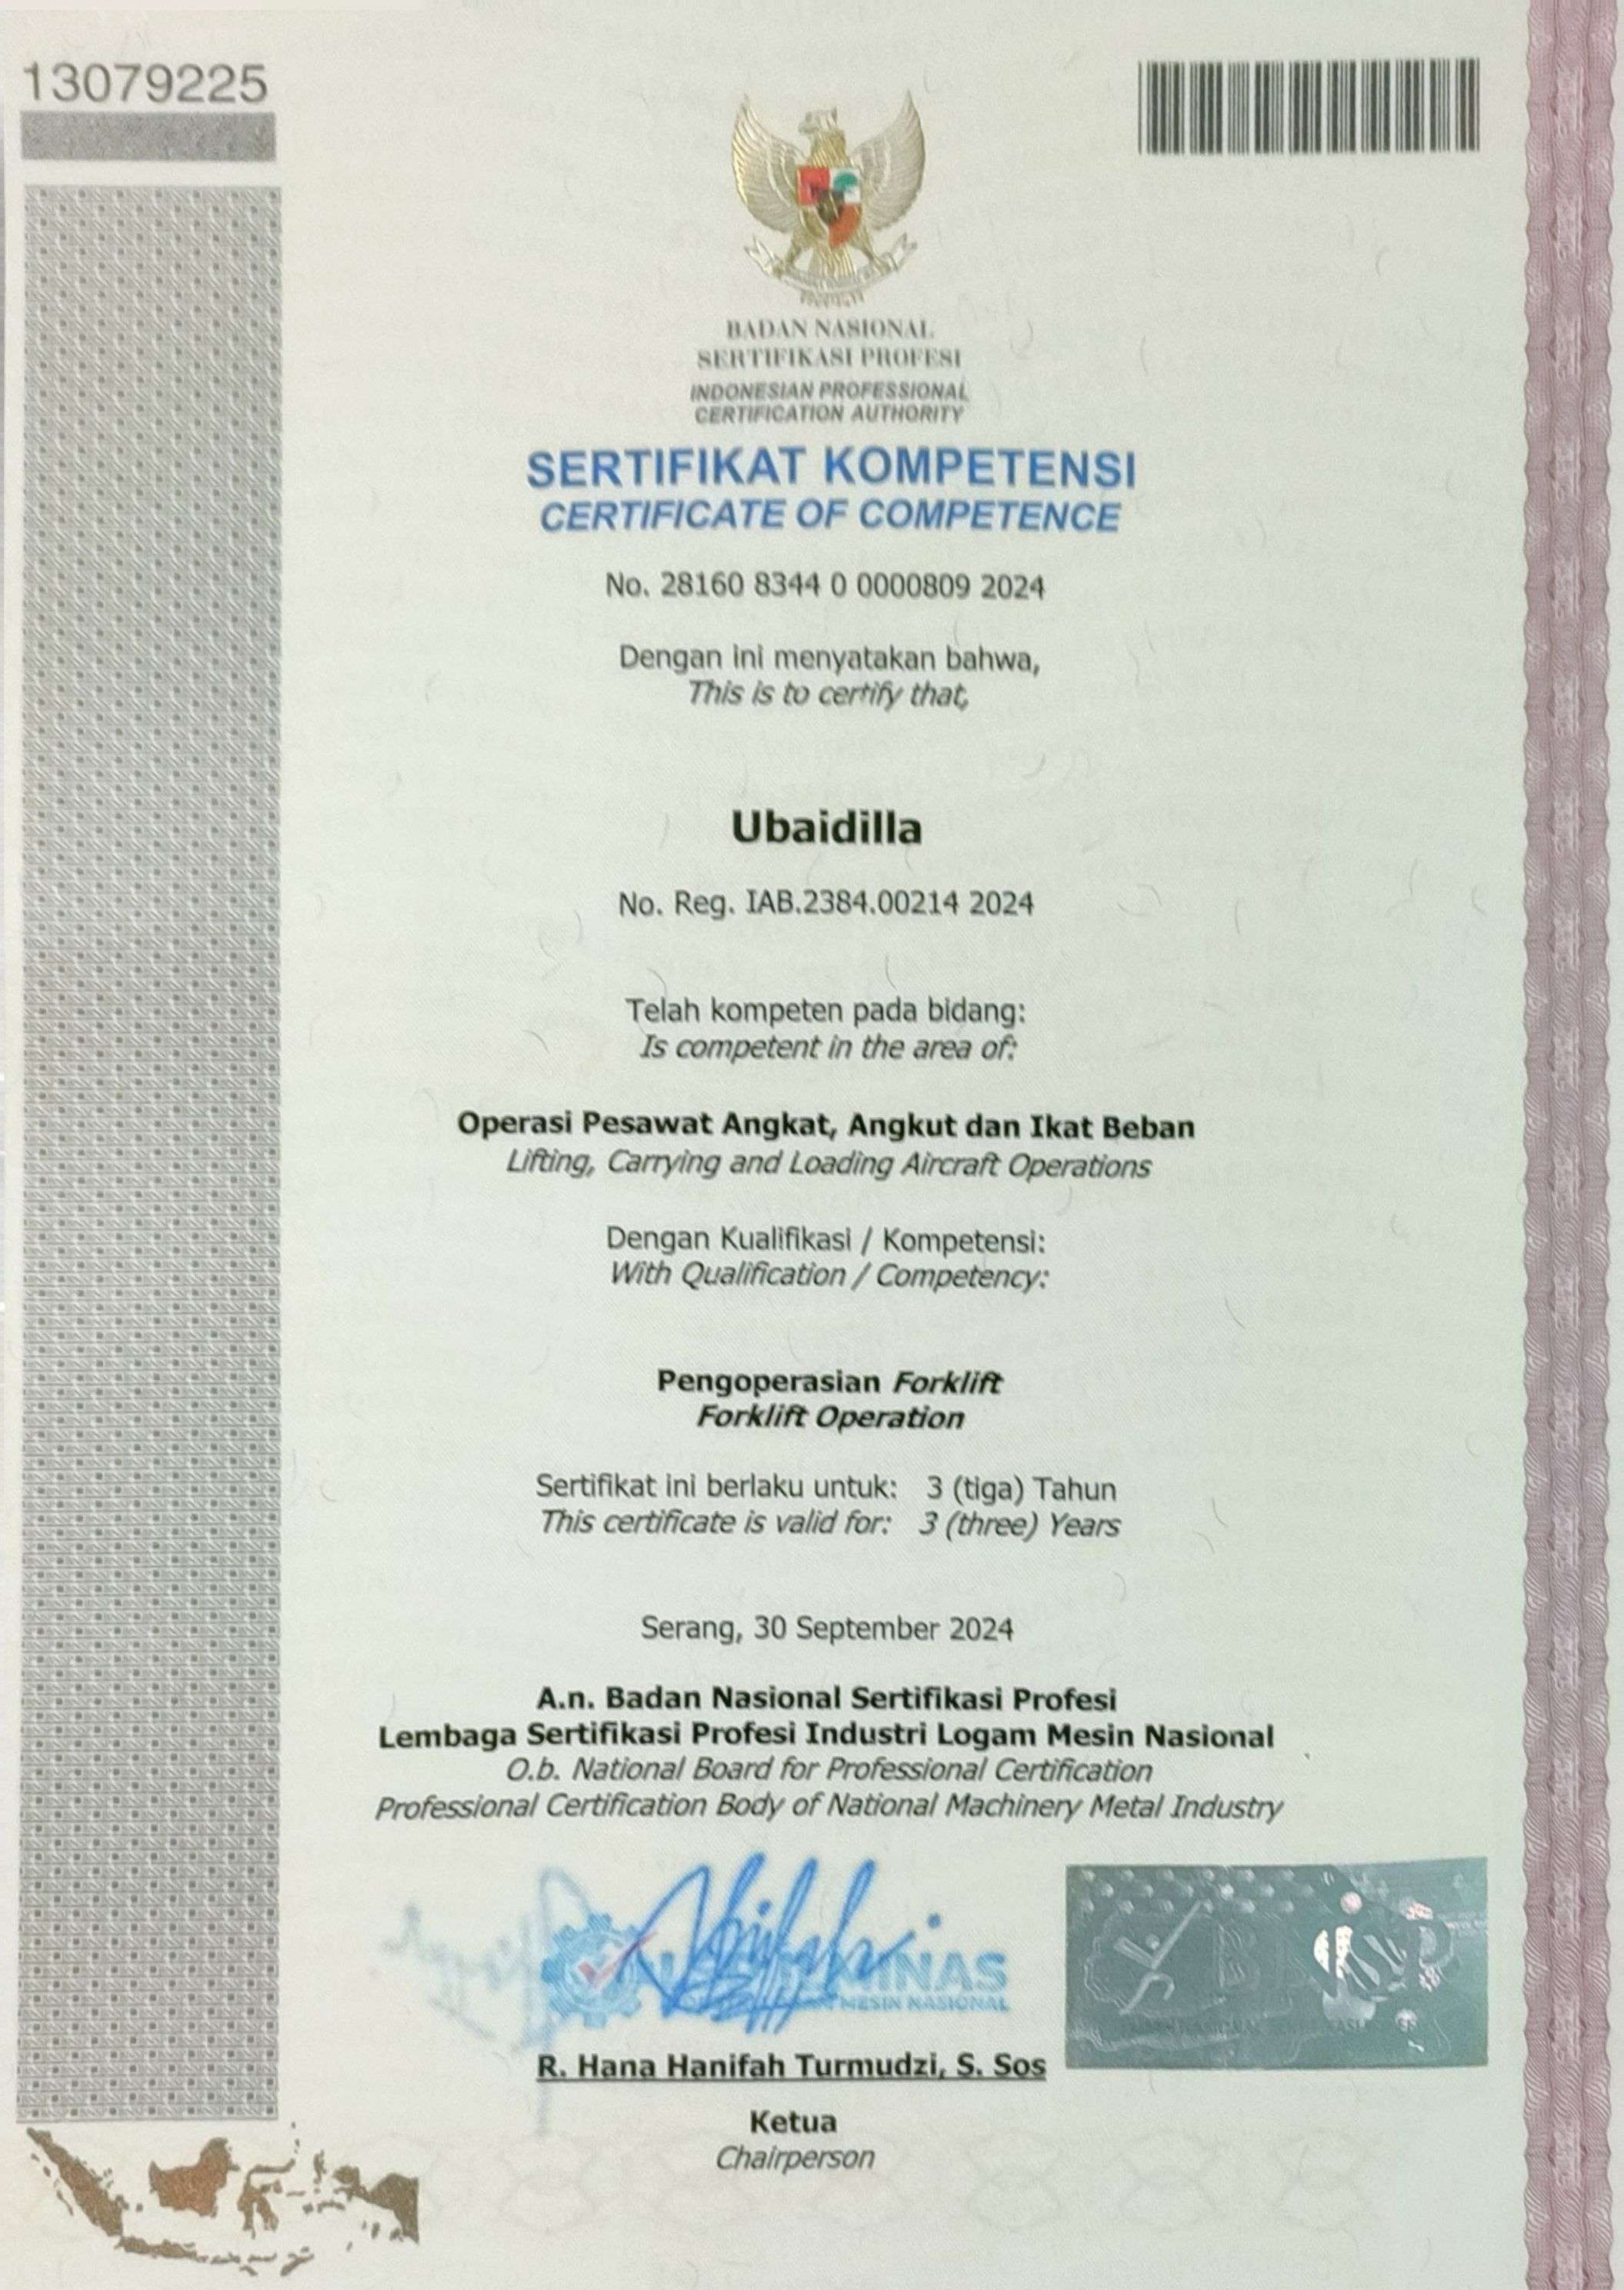 13079225
BADAN NASIONAL
SERTIFIKASI PROFESI
INDONESIAN PROFESSIONAL
CERTIFICATION AUTHORITY
SERTIFIKAT KOMPETENSI
CERTIFICATE OF COMPETENCE
No. 28160 8344 0 0000809 2024
Dengan ini menyatakan bahwa,
This is to certify that,
Ubaidilla
No. Reg. IAB.2384.00214 2024
Telah kompeten pada bidang:
Is competent in the area of:
Operasi Pesawat Angkat, Angkut dan Ikat Beban
Lifting, Carrying and Loading Aircraft Operations
Dengan Kualifikasi / Kompetensi:
With Qualification / Competency:
Pengoperasian Forklift
Forklift Operation
Sertifikat ini berlaku untuk: 3 (tiga) Tahun
This certificate is valid for: 3 (three) Years
Serang, 30 September 2024
A.n. Badan Nasional Sertifikasi Profesi
Lembaga Sertifikasi Profesi Industri Logam Mesin Nasional
O.b. National Board for Professional Certification
Professional Certification Body of National Machinery Metal Industry
MESIN NASIONAL
R. Hana Hanifah Turmudzi, S. Sos
Ketua
Chairperson